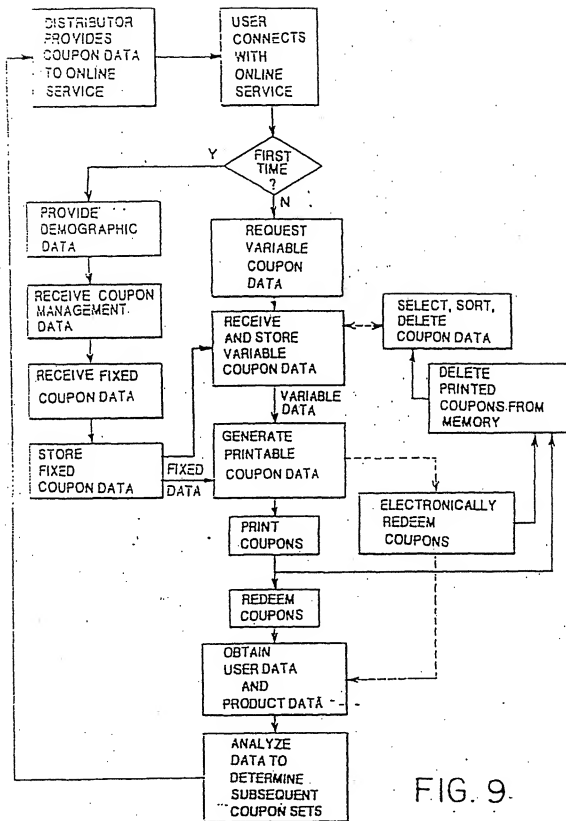 DISTRIBUTOR
PROVIDES
COUPON DATA
TO ONLINE
SERVICE
USER
CONNECTS
WITH
ONLINE
SERVICE
FIRST
TIME
?
Y
N
PROVIDE
DEMOGRAPHIC
DATA
REQUEST
VARIABLE
COUPON
DATA
RECEIVE COUPON
MANAGEMENT
DATA
RECEIVE
AND STORE
VARIABLE
COUPON DATA
SELECT, SORT,
DELETE
COUPON DATA
RECEIVE FIXED
COUPON DATA
VARIABLE
DATA
DELETE
PRINTED
COUPONS FROM
MEMORY
STORE
FIXED
COUPON DATA
FIXED
DATA
GENERATE
PRINTABLE
COUPON DATA
PRINT
COUPONS
ELECTRONICALLY
REDEEM
COUPONS
REDEEM
COUPONS
OBTAIN
USER DATA
AND
PRODUCT DATA
ANALYZE
DATA TO
DETERMINE
SUBSEQUENT
COUPON SETS
FIG. 9